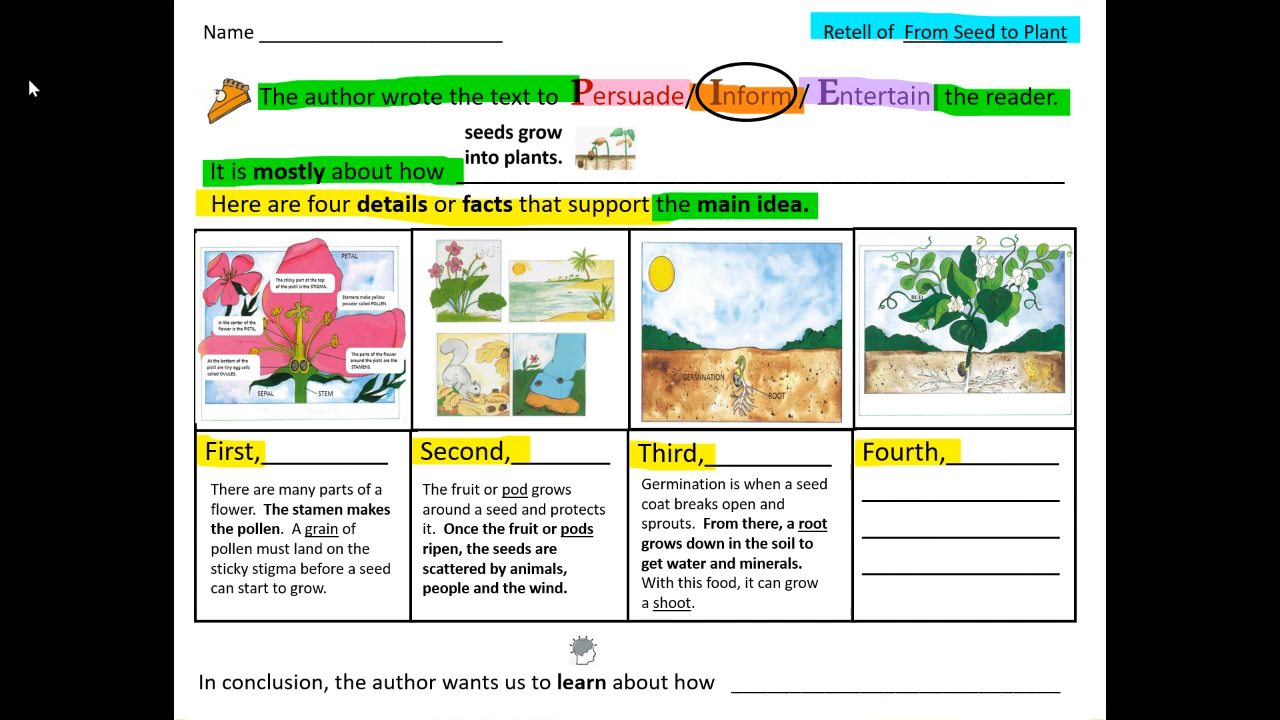 Name ______________________
Retell of From Seed to Plant
The author wrote the text to Persuade/ Inform / Entertain the reader.
seeds grow
into plants.
It is mostly about how ______________________
Here are four details or facts that support the main idea.
PETAL
The sticky part at the top
of the pistil is the STIGMA.
Stamens make yellow
powder called POLLEN.
In the center of the
flower is the PISTIL.
At the bottom of the
pistil are tiny egg cells
called OVULES.
The parts of the flower
around the pistil are the
STAMENS.
SEPAL
STEM
GERMINATION
ROOT
BUD
First,___________
There are many parts of a
flower. The stamen makes
the pollen. A grain of
pollen must land on the
sticky stigma before a seed
can start to grow.
Second,________
The fruit or pod grows
around a seed and protects
it. Once the fruit or pods
ripen, the seeds are
scattered by animals,
people and the wind.
Third,__________
Germination is when a seed
coat breaks open and
sprouts. From there, a root
grows down in the soil to
get water and minerals.
With this food, it can grow
a shoot.
Fourth,_________
In conclusion, the author wants us to learn about how ______________________